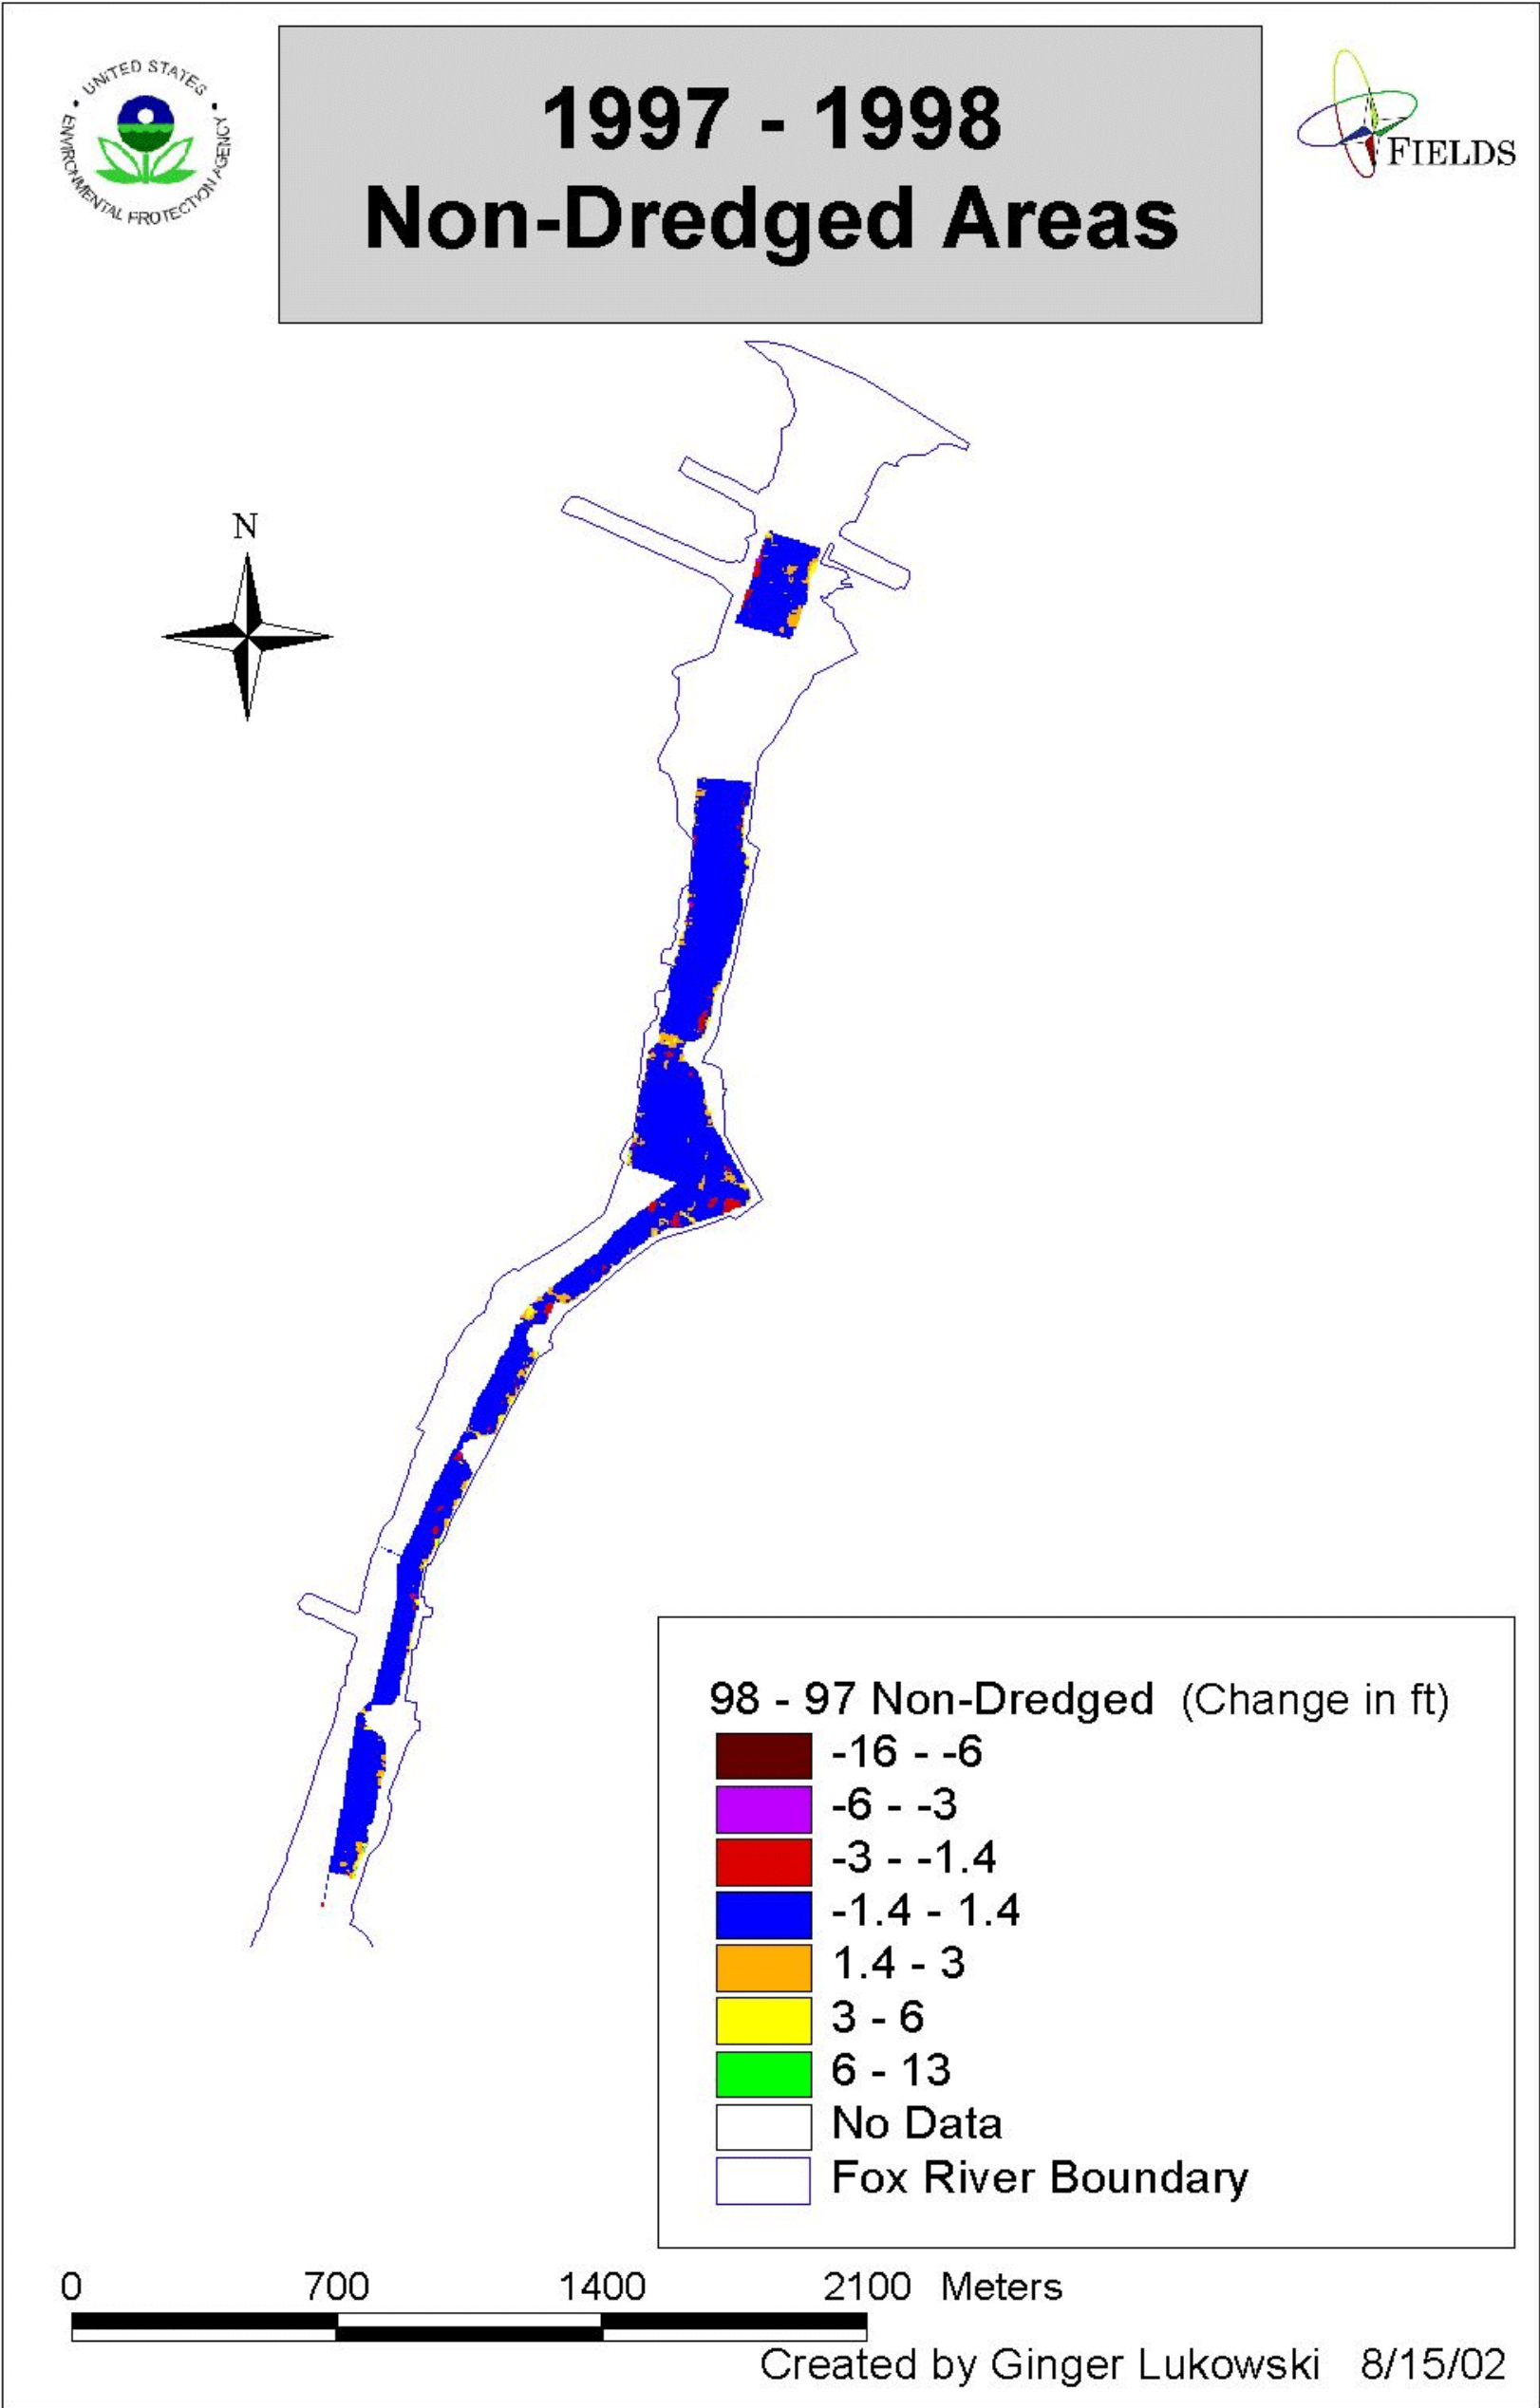 UNITED STATES
ENVIRONMENTAL PROTECTION AGENCY
1997 - 1998
Non-Dredged Areas
FIELDS
N
98 - 97 Non-Dredged (Change in ft)
-16 - -6
-6 - -3
-3 - -1.4
-1.4 - 1.4
1.4 - 3
3 - 6
6 - 13
No Data
Fox River Boundary
0 700 1400 2100 Meters
Created by Ginger Lukowski 8/15/02